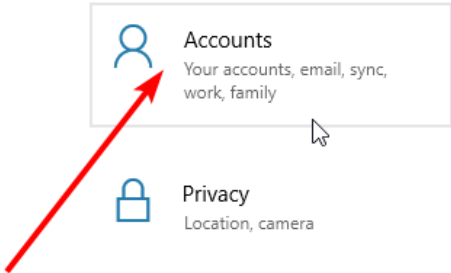 Accounts
Your accounts, email, sync,
work, family
Privacy
Location, camera